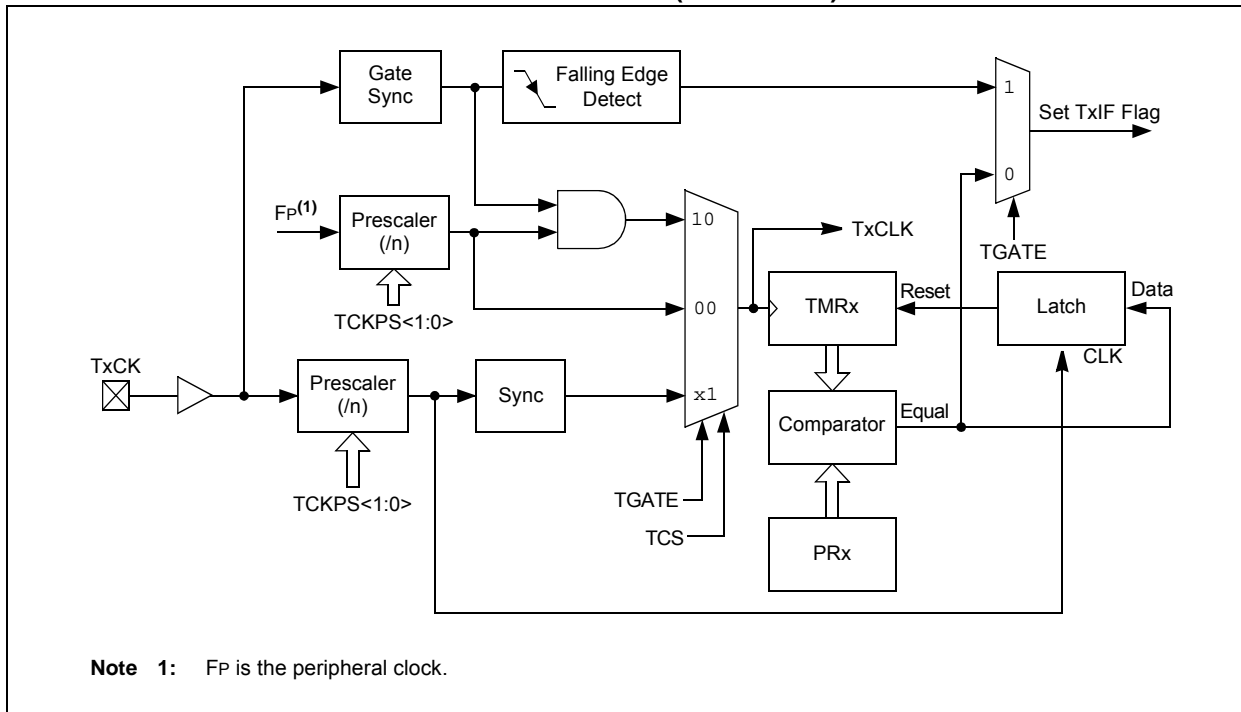 Gate
Sync
Falling Edge
Detect
1
Set TxIF Flag
0
FP(1)
Prescaler
(/n)
10
TxCLK
TGATE
TCKPS<1:0>
00
TMRx
Reset
Latch
Data
CLK
TxCK
Prescaler
(/n)
Sync
x1
Comparator
Equal
TCKPS<1:0>
TGATE
TCS
PRx
Note 1: FP is the peripheral clock.